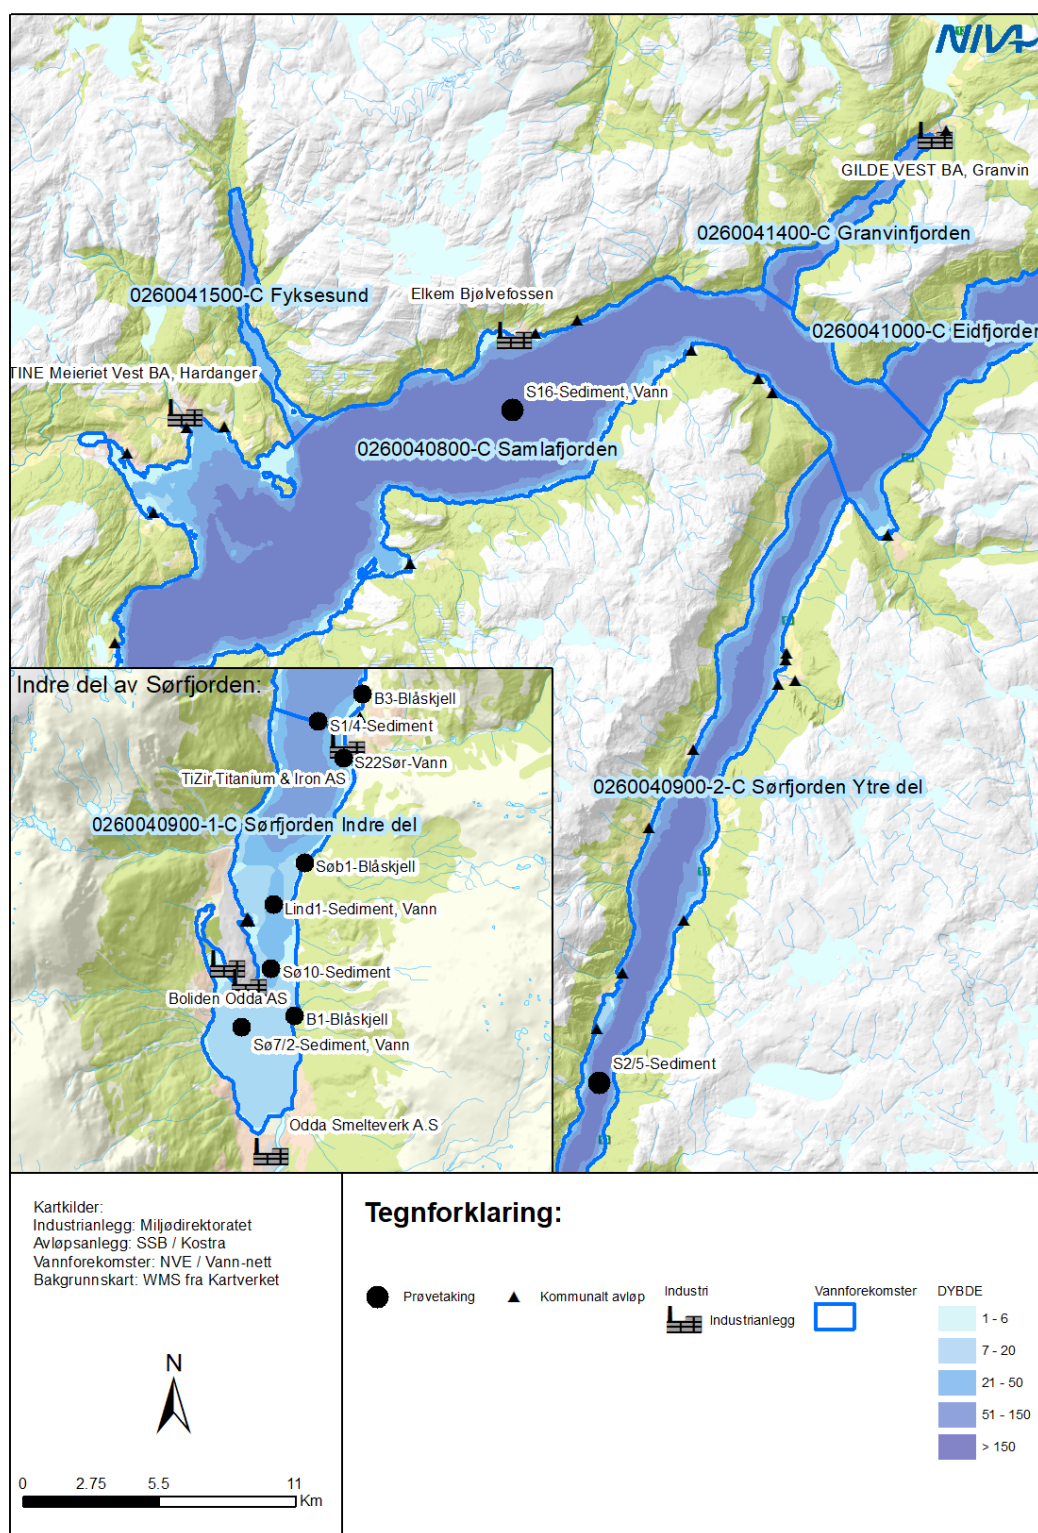 NIVA
GILDE VEST BA, Granvin
0260041400-C Granvinfjorden
0260041500-C Fyksesund
Elkem Bjølvefossen
0260041000-C Eidfjorden
TINE Meieriet Vest BA, Hardanger
S16-Sediment, Vann
0260040800-C Samlafjorden
Indre del av Sørfjorden:
B3-Blåskjell
S1/4-Sediment
S22Sør-Vann
TiZir Titanium & Iron AS
0260040900-2-C Sørfjorden Ytre del
0260040900-1-C Sørfjorden Indre del
Søb1-Blåskjell
Lind1-Sediment, Vann
Sø10-Sediment
Boliden Odda AS
B1-Blåskjell
Sø7/2-Sediment, Vann
S2/5-Sediment
Odda Smelteverk A.S
Kartkilder:
Industrianlegg: Miljødirektoratet
Avløpsanlegg: SSB / Kostra
Vannforekomster: NVE / Vann-nett
Bakgrunnskart: WMS fra Kartverket
N
0 2.75 5.5 11
Km
Tegnforklaring:
Prøvetaking
Kommunalt avløp
Industri
Industrianlegg
Vannforekomster
DYBDE
1 - 6
7 - 20
21 - 50
51 - 150
> 150